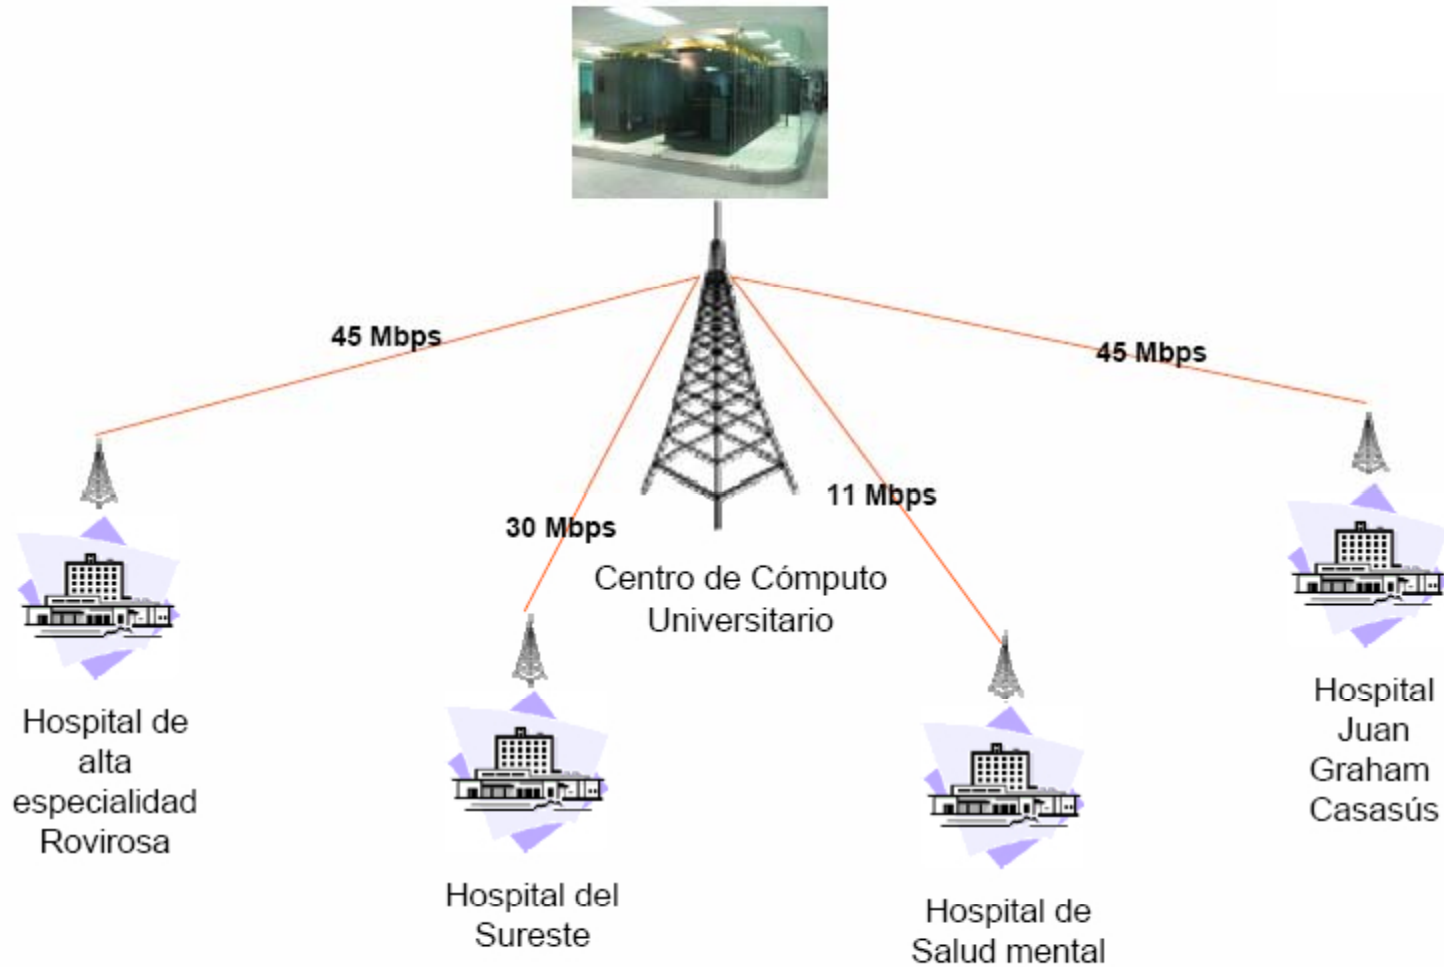 45 Mbps
45 Mbps
30 Mbps
11 Mbps
Centro de Cómputo
Universitario
Hospital de
alta
especialidad
Rovirosa
Hospital del
Sureste
Hospital de
Salud mental
Hospital
Juan
Graham
Casasús